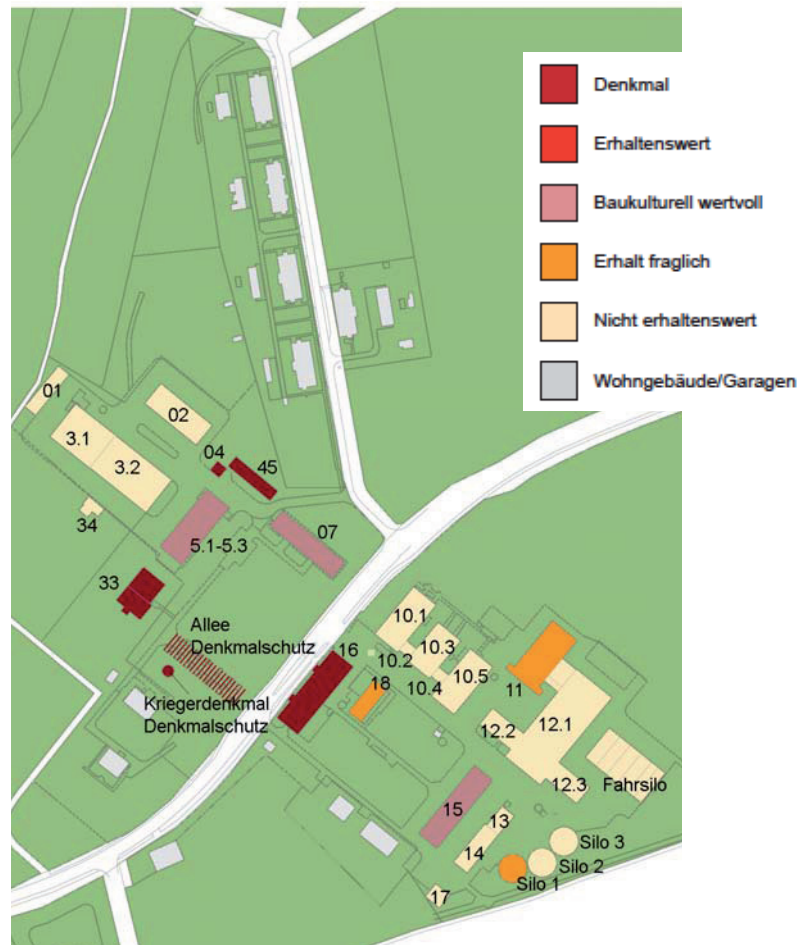 Denkmal
Erhaltenswert
Baukulturell wertvoll
Erhalt fraglich
Nicht erhaltenswert
Wohngebäude/Garagen
01
02
3.1
3.2
04
45
34
5.1-5.3
07
33
Allee
Denkmalschutz
Kriegerdenkmal
Denkmalschutz
16
10.1
10.2
10.3
10.4
10.5
18
11
12.1
12.2
12.3
Fahrsilo
15
13
14
17
Silo 3
Silo 2
Silo 1